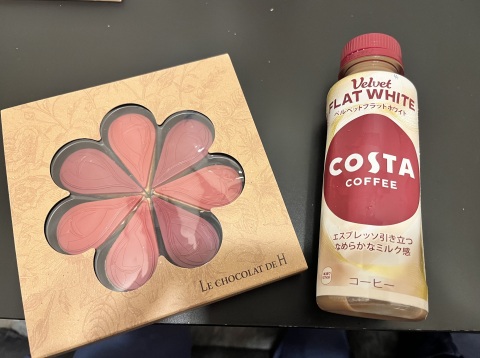 LE CHOCOLAT DE H
Velvet
FLAT WHITE
ベルベットフラットホワイト
COSTA
COFFEE
エスプレッソ引き立つ
なめらかなミルク感
コーヒー